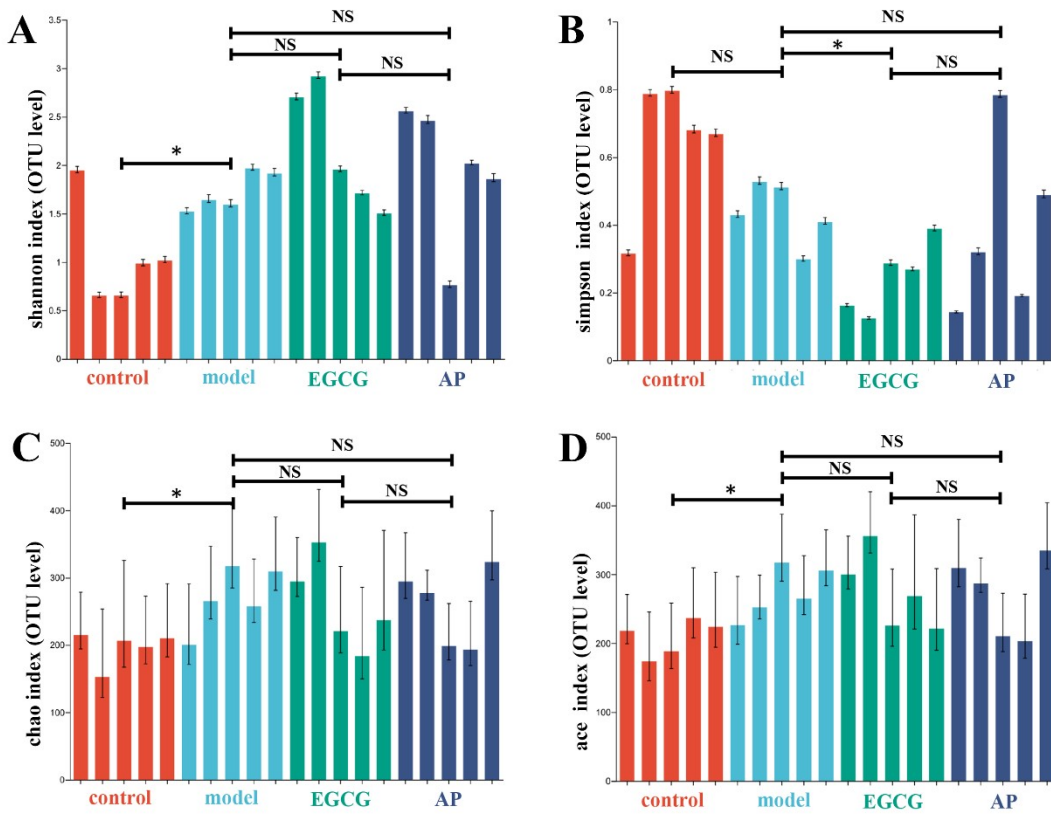 A
shannon index (OTU level)
3.5
3
2.5
2
1.5
1
0.5
0
NS
NS
NS
*
control model EGCG AP
B
simpson index (OTU level)
1
0.8
0.6
0.4
0.2
0
NS
*
NS
NS
control model EGCG AP
C
chao index (OTU level)
500
400
300
200
100
0
NS
NS
NS
*
control model EGCG AP
D
ace index (OTU level)
500
400
300
200
100
0
NS
NS
NS
*
control model EGCG AP